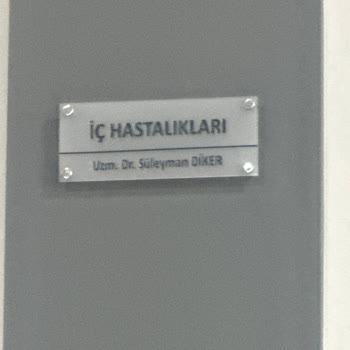 İÇ HASTALIKLARI
Uzm. Dr. Süleyman DİKER